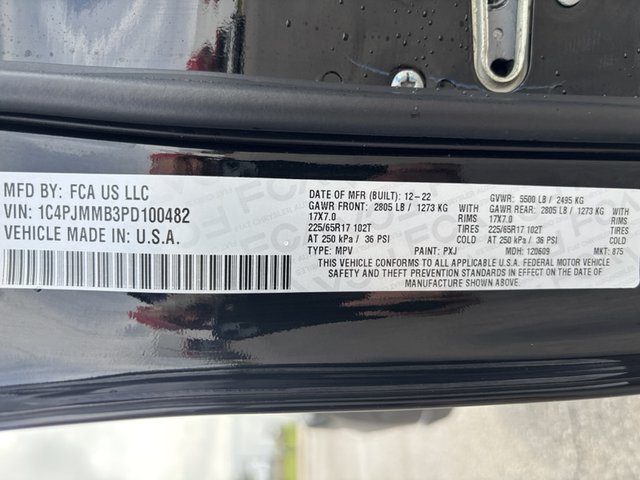 MFD BY: FCA US LLC
VIN: 1C4PJMMB3PD100482
VEHICLE MADE IN: U.S.A.
DATE OF MFR (BUILT): 12-22 GVWR: 5500 LB / 2495 KG
GAWR FRONT: 2805 LB / 1273 KG WITH GAWR REAR: 2805 LB / 1273 KG WITH
17X7.0 RIMS 17X7.0 RIMS
225/65R17 102T TIRES 225/65R17 102T TIRES
AT 250 kPa / 36 PSI COLD AT 250 kPa / 36 PSI COLD
TYPE: MPV PAINT: PXJ MDH: 120609 MKT: 875
THIS VEHICLE CONFORMS TO ALL APPLICABLE U.S.A. FEDERAL MOTOR VEHICLE
SAFETY AND THEFT PREVENTION STANDARDS IN EFFECT ON THE DATE OF
MANUFACTURE SHOWN ABOVE.